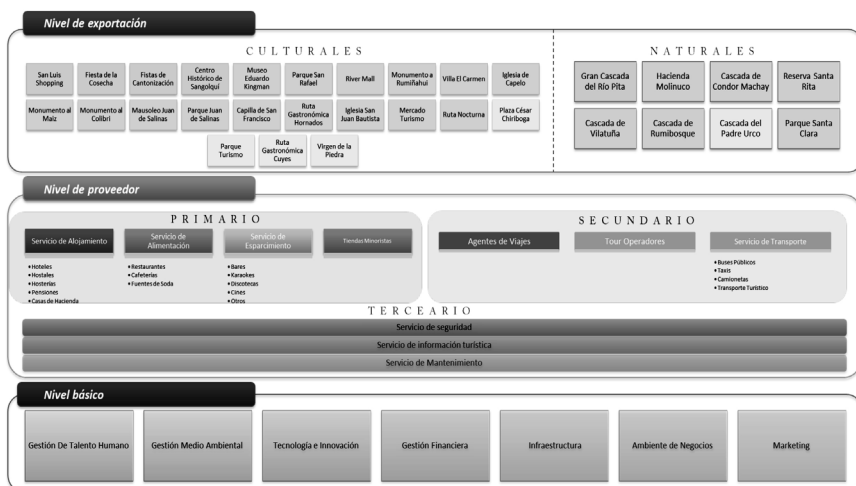 Nivel de exportación
CULTURALES
NATURALES
San Luis
Shopping
Fiesta de la
Cosecha
Fistas de
Cantonización
Centro
Histórico de
Sangolquí
Museo
Eduardo
Kingman
Parque San
Rafael
River Mall
Monumento a
Rumiñahui
Villa El Carmen
Iglesia de
Capelo
Monumento al
Maiz
Monumento al
Colibri
Mausoleo Juan
de Salinas
Parque Juan de
Salinas
Capilla de San
Francisco
Ruta
Gastronómica
Hornados
Iglesia San
Juan Bautista
Mercado
Turismo
Ruta Nocturna
Plaza César
Chiriboga
Parque
Turismo
Ruta
Gastronómica
Cuyes
Virgen de la
Piedra
Gran Cascada
del Río Pita
Hacienda
Molinuco
Cascada de
Condor Machay
Reserva Santa
Rita
Cascada de
Vilatuña
Cascada de
Rumibosque
Cascada del
Padre Urco
Parque Santa
Clara
Nivel de proveedor
PRIMARIO
SECUNDARIO
Servicio de Alojamiento
• Hoteles
• Hostales
• Hosterías
• Pensiones
• Casas de Hacienda
Servicio de
Alimentación
• Restaurantes
• Cafeterías
• Fuentes de Soda
Servicio de
Esparcimiento
• Bares
• Karaokes
• Discotecas
• Cines
• Otros
Tiendas Minoristas
Agentes de Viajes
Tour Operadores
Servicio de Transporte
• Buses Públicos
• Taxis
• Camionetas
• Transporte Turístico
TERCEARIO
Servicio de seguridad
Servicio de información turística
Servicio de Mantenimiento
Nivel básico
Gestión De Talento Humano
Gestión Medio Ambiental
Tecnología e Innovación
Gestión Financiera
Infraestructura
Ambiente de Negocios
Marketing